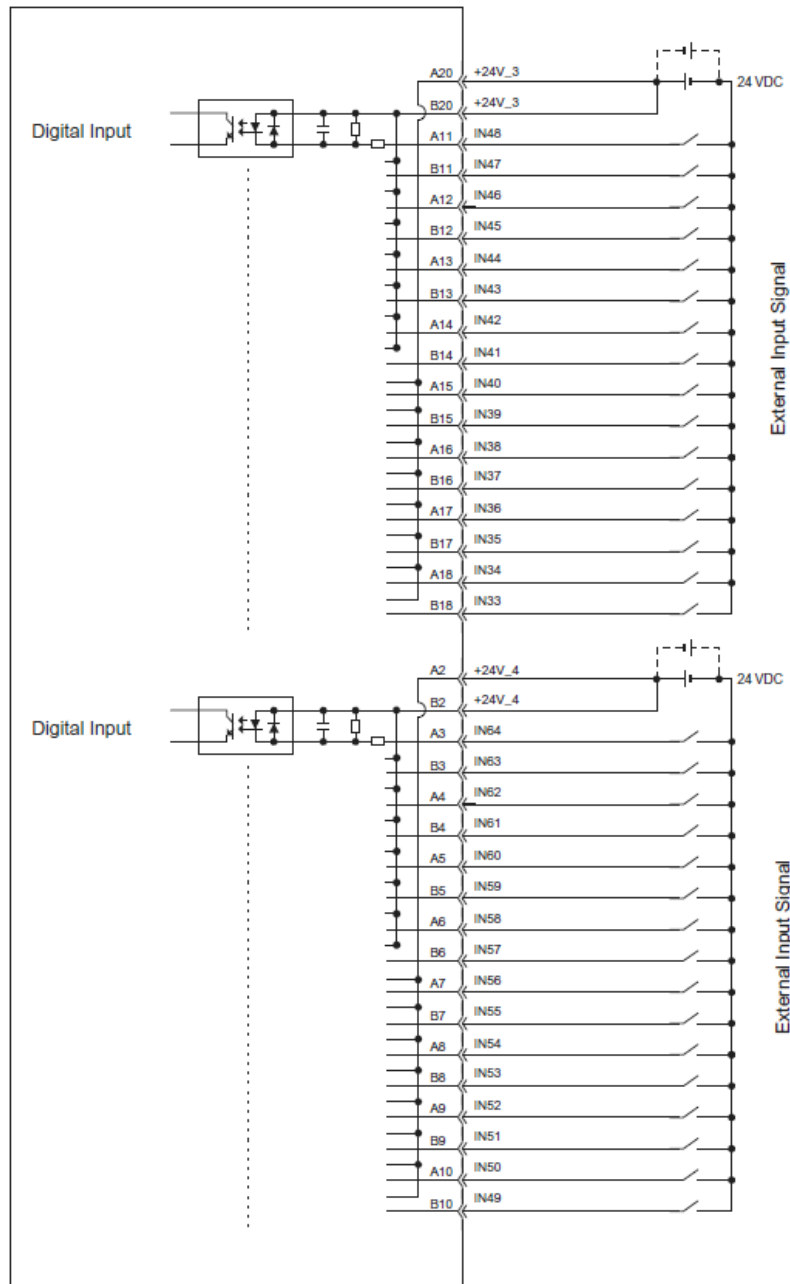 A20 +24V_3
24 VDC
B20 +24V_3
Digital Input
A11 IN48
B11 IN47
A12 IN46
B12 IN45
A13 IN44
B13 IN43
A14 IN42
B14 IN41
A15 IN40
B15 IN39
A16 IN38
B16 IN37
A17 IN36
B17 IN35
A18 IN34
B18 IN33
External Input Signal
A2 +24V_4
24 VDC
B2 +24V_4
Digital Input
A3 IN64
B3 IN63
A4 IN62
B4 IN61
A5 IN60
B5 IN59
A6 IN58
B6 IN57
A7 IN56
B7 IN55
A8 IN54
B8 IN53
A9 IN52
B9 IN51
A10 IN50
B10 IN49
External Input Signal